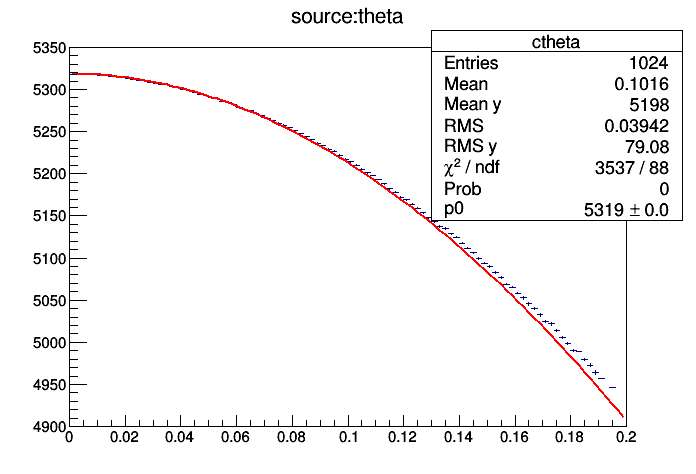 source:theta
ctheta
Entries 1024
Mean 0.1016
Mean y 5198
RMS 0.03942
RMS y 79.08
χ² / ndf 3537 / 88
Prob 0
p0 5319 ± 0.0
5350
5300
5250
5200
5150
5100
5050
5000
4950
4900
0 0.02 0.04 0.06 0.08 0.1 0.12 0.14 0.16 0.18 0.2